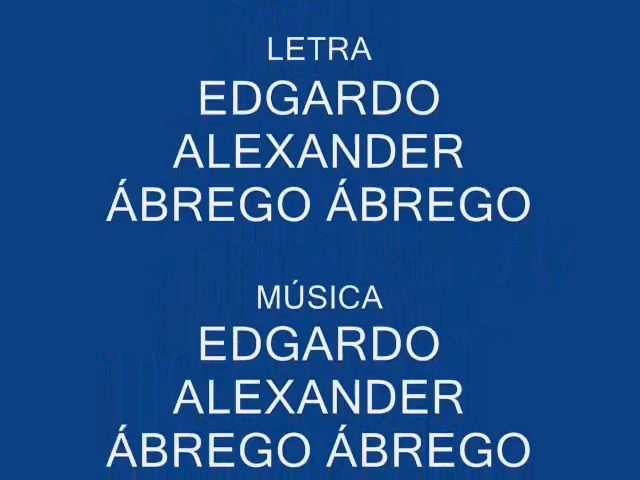 LETRA
EDGARDO
ALEXANDER
ÁBREGO ÁBREGO
MÚSICA
EDGARDO
ALEXANDER
ÁBREGO ÁBREGO